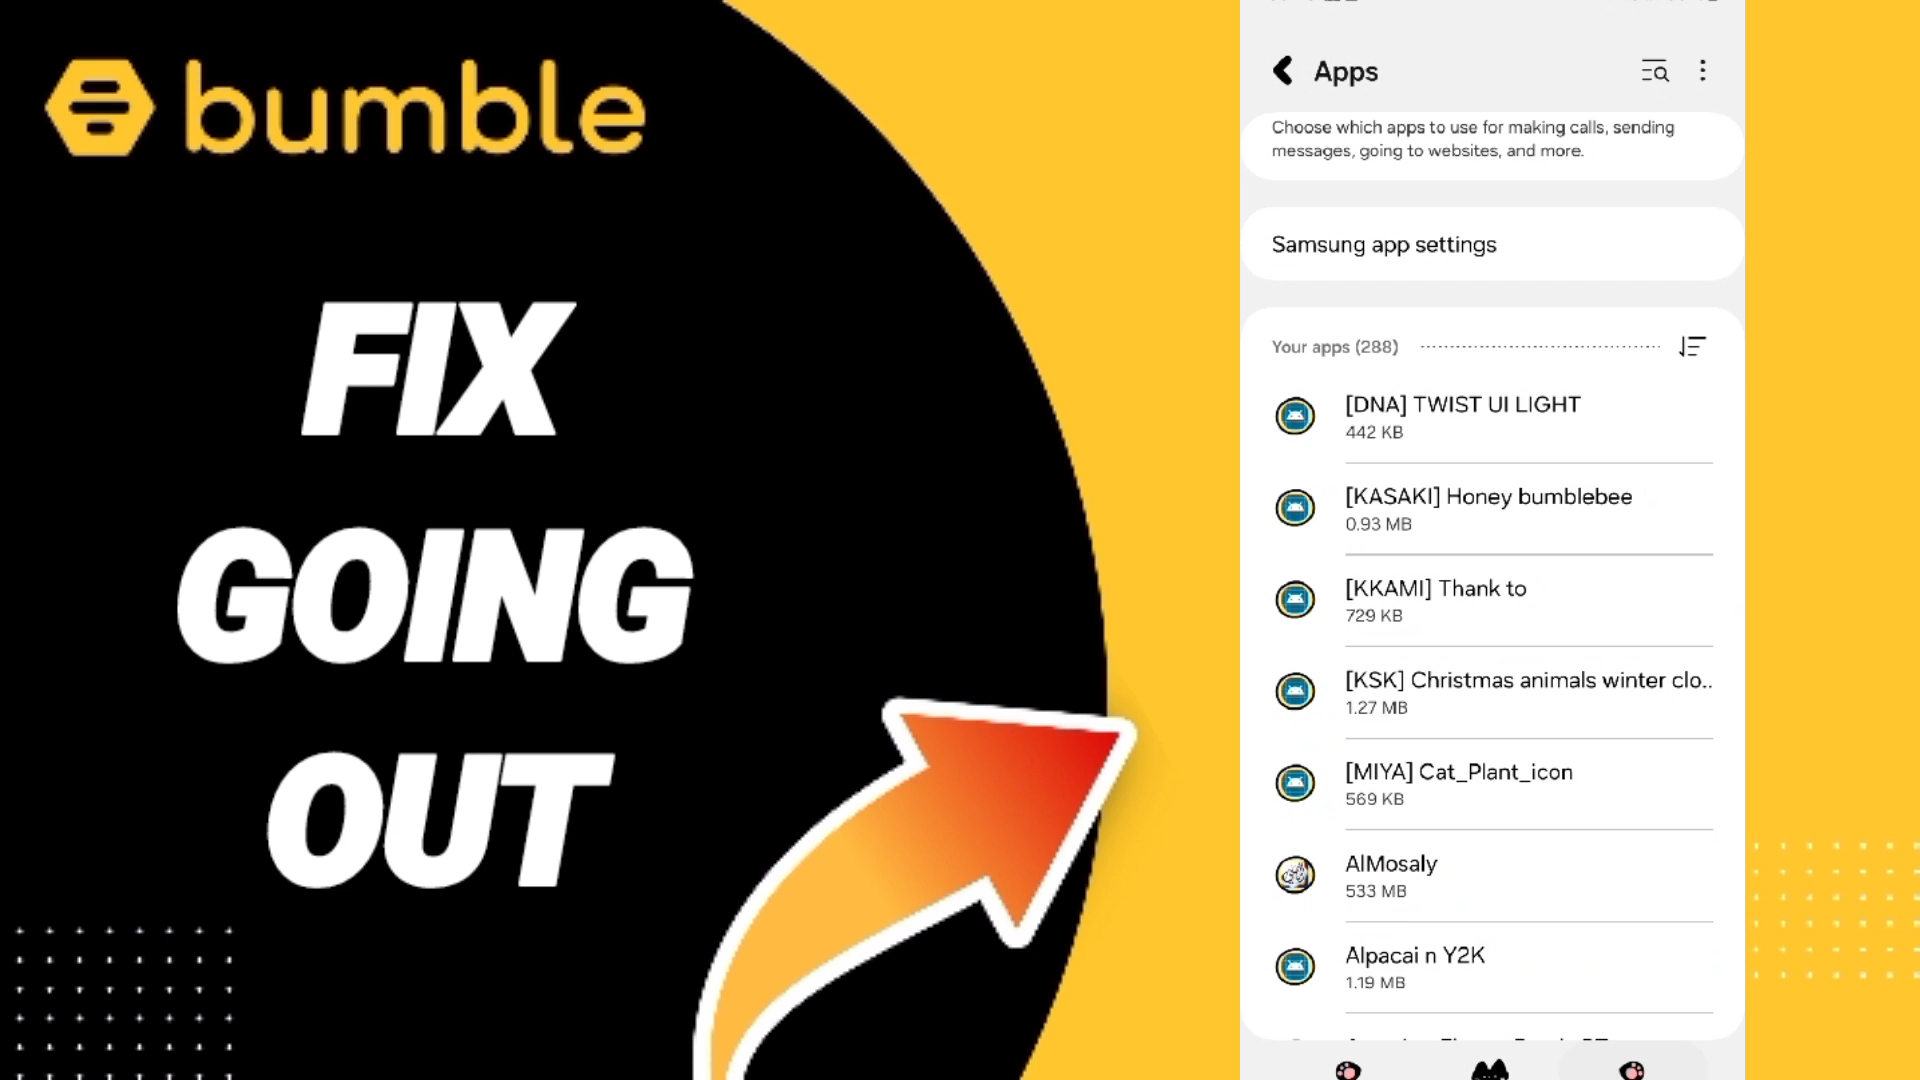 bumble
FIX
GOING
OUT
Apps
Choose which apps to use for making calls, sending
messages, going to websites, and more.
Samsung app settings
Your apps (288)
[DNA] TWIST UI LIGHT
442 KB
[KASAKI] Honey bumblebee
0.93 MB
[KKAMI] Thank to
729 KB
[KSK] Christmas animals winter clo..
1.27 MB
[MIYA] Cat_Plant_icon
569 KB
AlMosaly
533 MB
Alpacai n Y2K
1.19 MB